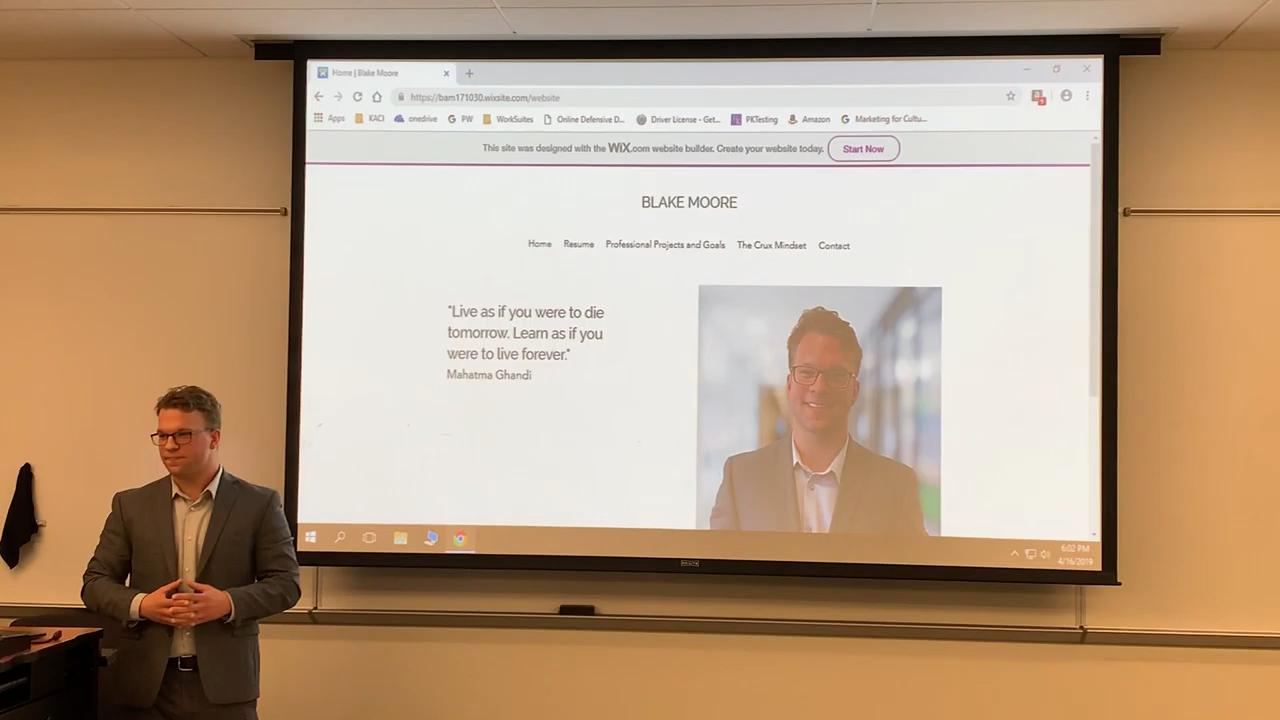 Home | Blake Moore
https://bam171030.wixsite.com/website
Apps KACI onedrive PW WorkSuites Online Defensive D... Driver License - Get... PKTesting Amazon Marketing for Cultu...
This site was designed with the WiX.com website builder. Create your website today. Start Now
BLAKE MOORE
Home Resume Professional Projects and Goals The Crux Mindset Contact
"Live as if you were to die
tomorrow. Learn as if you
were to live forever."
Mahatma Ghandi
6:02 PM
4/16/2019